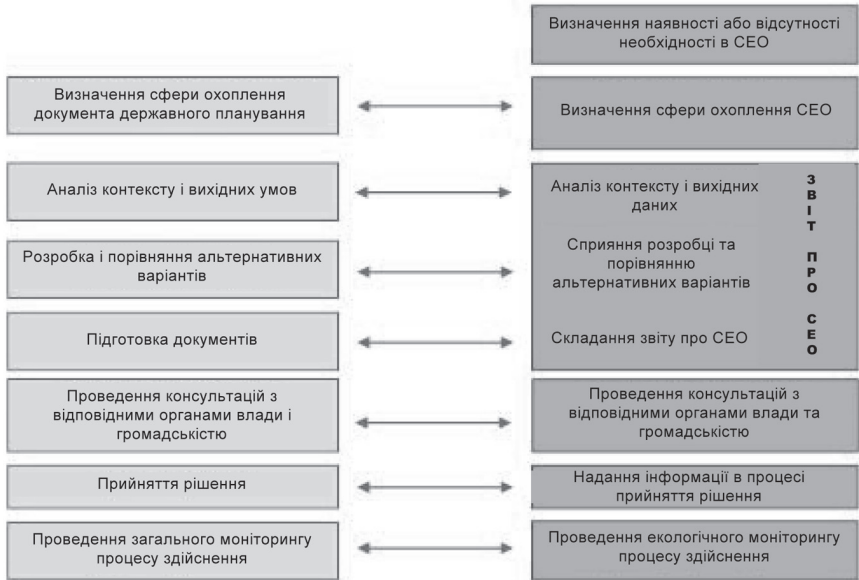 Визначення наявності або відсутності
необхідності в СЕО
Визначення сфери охоплення
документа державного планування
Визначення сфери охоплення СЕО
Аналіз контексту і вихідних умов
Аналіз контексту і вихідних
даних
Розробка і порівняння альтернативних
варіантів
Сприяння розробці та
порівнянню
альтернативних варіантів
Підготовка документів
Складання звіту про СЕО
ЗВІТ ПРО СЕО
Проведення консультацій з
відповідними органами влади і
громадськістю
Проведення консультацій з
відповідними органами влади та
громадськістю
Прийняття рішення
Надання інформації в процесі
прийняття рішення
Проведення загального моніторингу
процесу здійснення
Проведення екологічного моніторингу
процесу здійснення